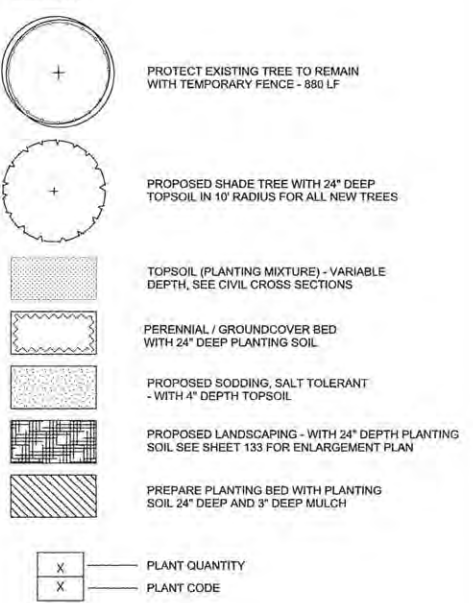 PROTECT EXISTING TREE TO REMAIN
WITH TEMPORARY FENCE - 880 LF
PROPOSED SHADE TREE WITH 24" DEEP
TOPSOIL IN 10' RADIUS FOR ALL NEW TREES
TOPSOIL (PLANTING MIXTURE) - VARIABLE
DEPTH, SEE CIVIL CROSS SECTIONS
PERENNIAL / GROUNDCOVER BED
WITH 24" DEEP PLANTING SOIL
PROPOSED SODDING, SALT TOLERANT
- WITH 4" DEPTH TOPSOIL
PROPOSED LANDSCAPING - WITH 24" DEPTH PLANTING
SOIL SEE SHEET 133 FOR ENLARGEMENT PLAN
PREPARE PLANTING BED WITH PLANTING
SOIL 24" DEEP AND 3" DEEP MULCH
X PLANT QUANTITY
X PLANT CODE